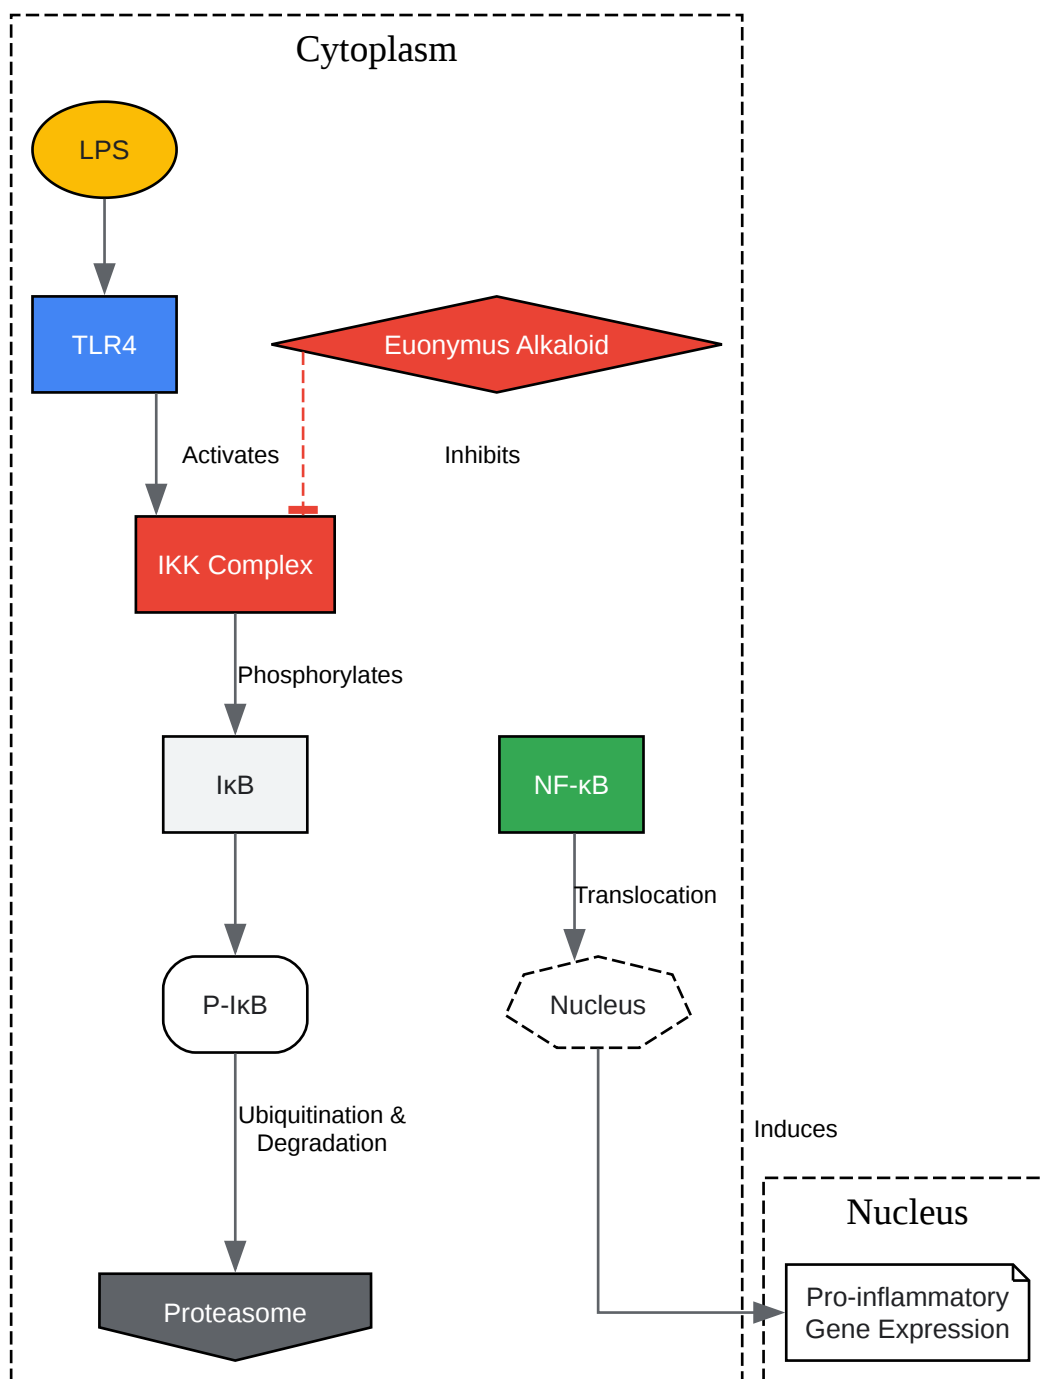 Cytoplasm
LPS
TLR4
Euonymus Alkaloid
Activates
Inhibits
IKK Complex
Phosphorylates
IκB
NF-κB
Translocation
P-IκB
Nucleus
Ubiquitination &
Degradation
Induces
Nucleus
Proteasome
Pro-inflammatory
Gene Expression